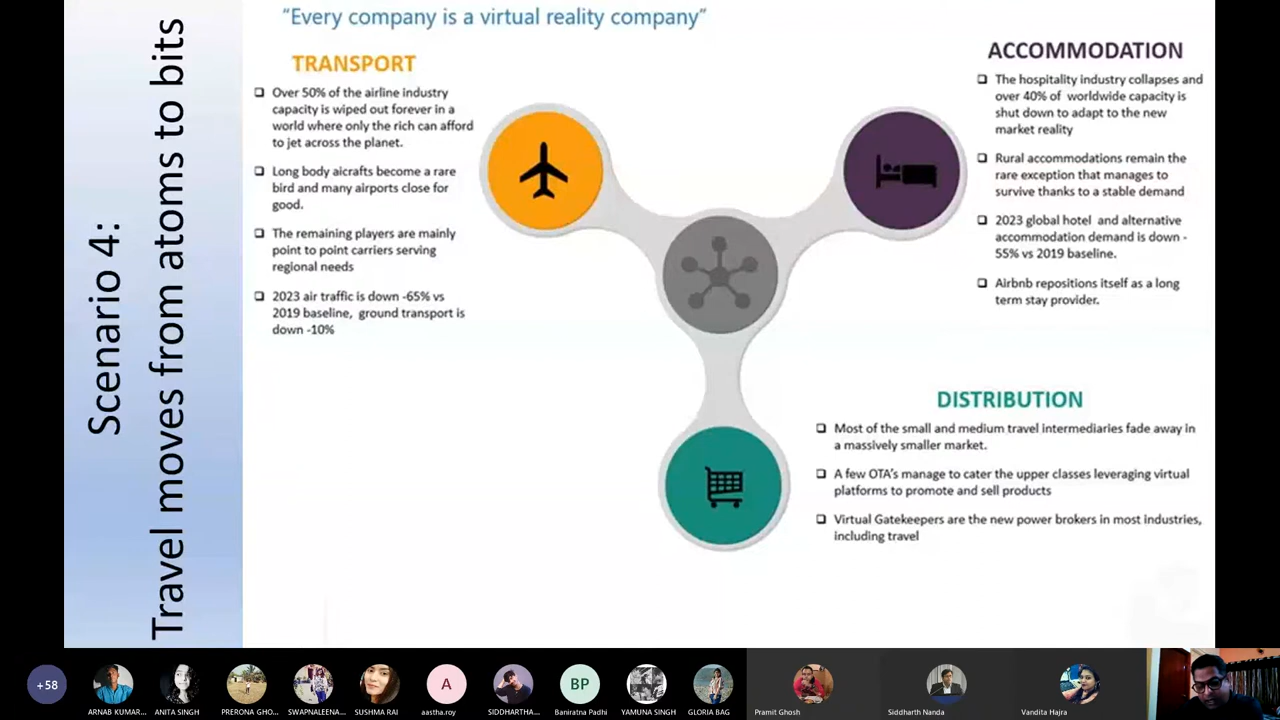 Scenario 4:
Travel moves from atoms to bits
“Every company is a virtual reality company”
TRANSPORT
Over 50% of the airline industry
capacity is wiped out forever in a
world where only the rich can afford
to jet across the planet.
Long body aicrafts become a rare
bird and many airports close for
good.
The remaining players are mainly
point to point carriers serving
regional needs
2023 air traffic is down -65% vs
2019 baseline, ground transport is
down -10%
ACCOMMODATION
The hospitality industry collapses and
over 40% of worldwide capacity is
shut down to adapt to the new
market reality
Rural accommodations remain the
rare exception that manages to
survive thanks to a stable demand
2023 global hotel and alternative
accommodation demand is down -
55% vs 2019 baseline.
Airbnb repositions itself as a long
term stay provider.
DISTRIBUTION
Most of the small and medium travel intermediaries fade away in
a massively smaller market.
A few OTA’s manage to cater the upper classes leveraging virtual
platforms to promote and sell products
Virtual Gatekeepers are the new power brokers in most industries,
including travel
+58
A
BP
ARNAB KUMAR...
ANITA SINGH
PRERONA GHO...
SWAPNALEENA...
SUSHMA RAI
aastha.roy
SIDDHARTHA...
Baniratna Padhi
YAMUNA SINGH
GLORIA BAG
Pramit Ghosh
Siddharth Nanda
Vandita Hajra